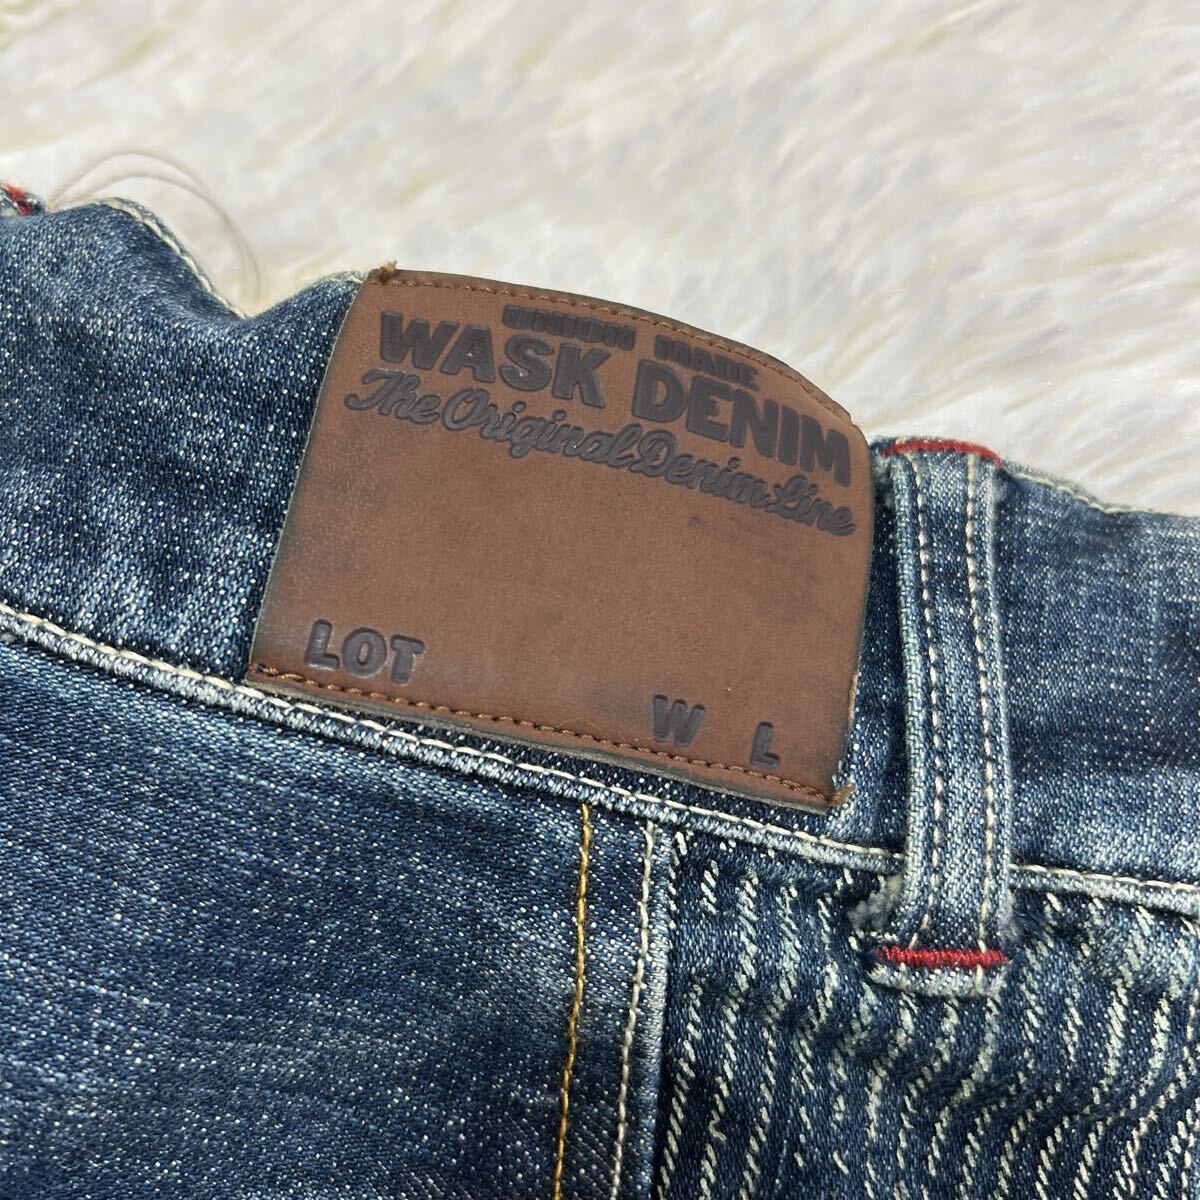 UNION MADE
WASK DENIM
The Original Denim Line
LOT
W L